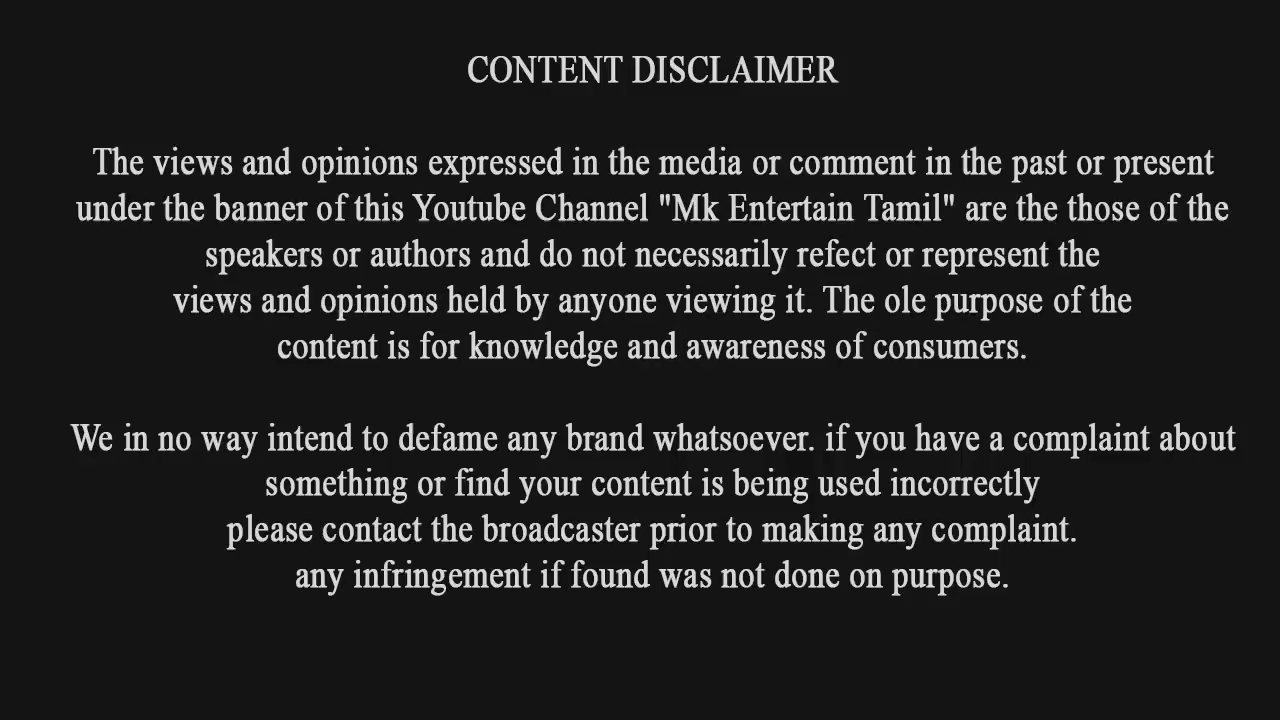 CONTENT DISCLAIMER
The views and opinions expressed in the media or comment in the past or present
under the banner of this Youtube Channel "Mk Entertain Tamil" are the those of the
speakers or authors and do not necessarily refect or represent the
views and opinions held by anyone viewing it. The ole purpose of the
content is for knowledge and awareness of consumers.
We in no way intend to defame any brand whatsoever. if you have a complaint about
something or find your content is being used incorrectly
please contact the broadcaster prior to making any complaint.
any infringement if found was not done on purpose.